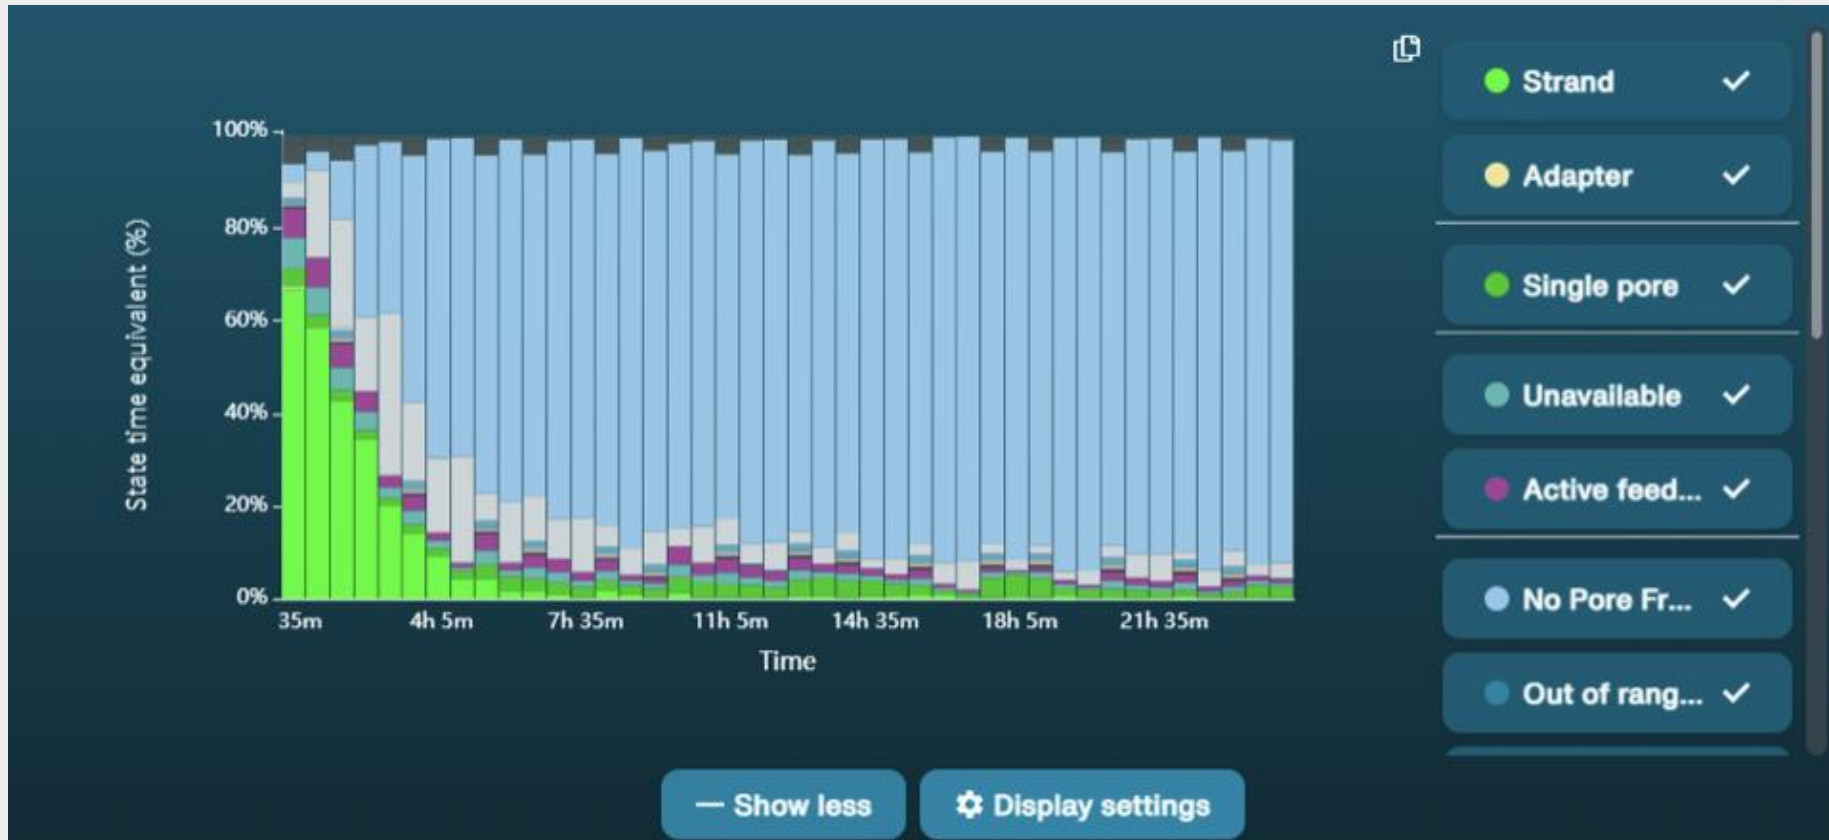 100%
80%
60%
40%
20%
0%
State time equivalent (%)
35m 4h 5m 7h 35m 11h 5m 14h 35m 18h 5m 21h 35m
Time
Strand
Adapter
Single pore
Unavailable
Active feed...
No Pore Fr...
Out of rang...
Show less
Display settings